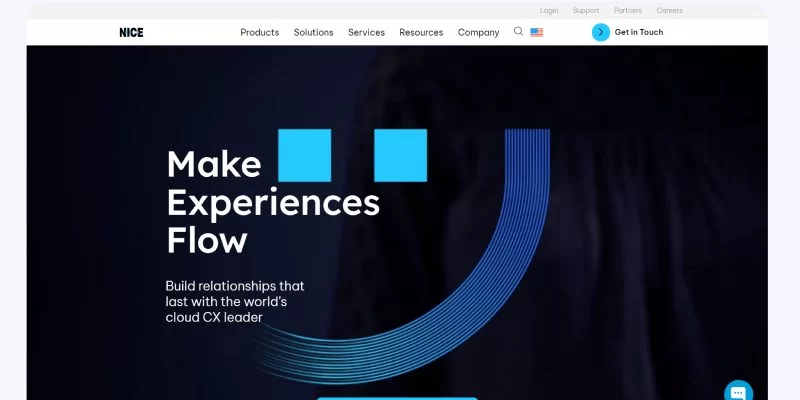 Login Support Partners Careers
NICE Products Solutions Services Resources Company Get in Touch
Make
Experiences
Flow
Build relationships that
last with the world's
cloud CX leader